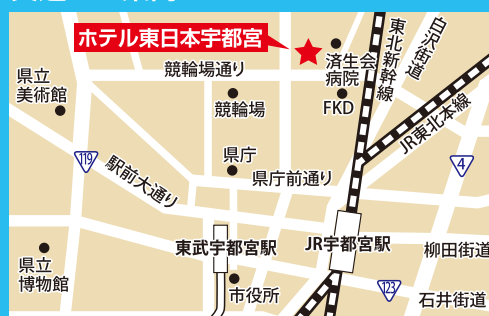 ホテル東日本宇都宮
東北新幹線
白沢街道
県立
美術館
競輪場通り
済生会
病院
競輪場
FKD
JR東北本線
119
駅前大通り
県庁
県庁前通り
4
東武宇都宮駅
JR宇都宮駅
柳田街道
県立
博物館
市役所
123
石井街道